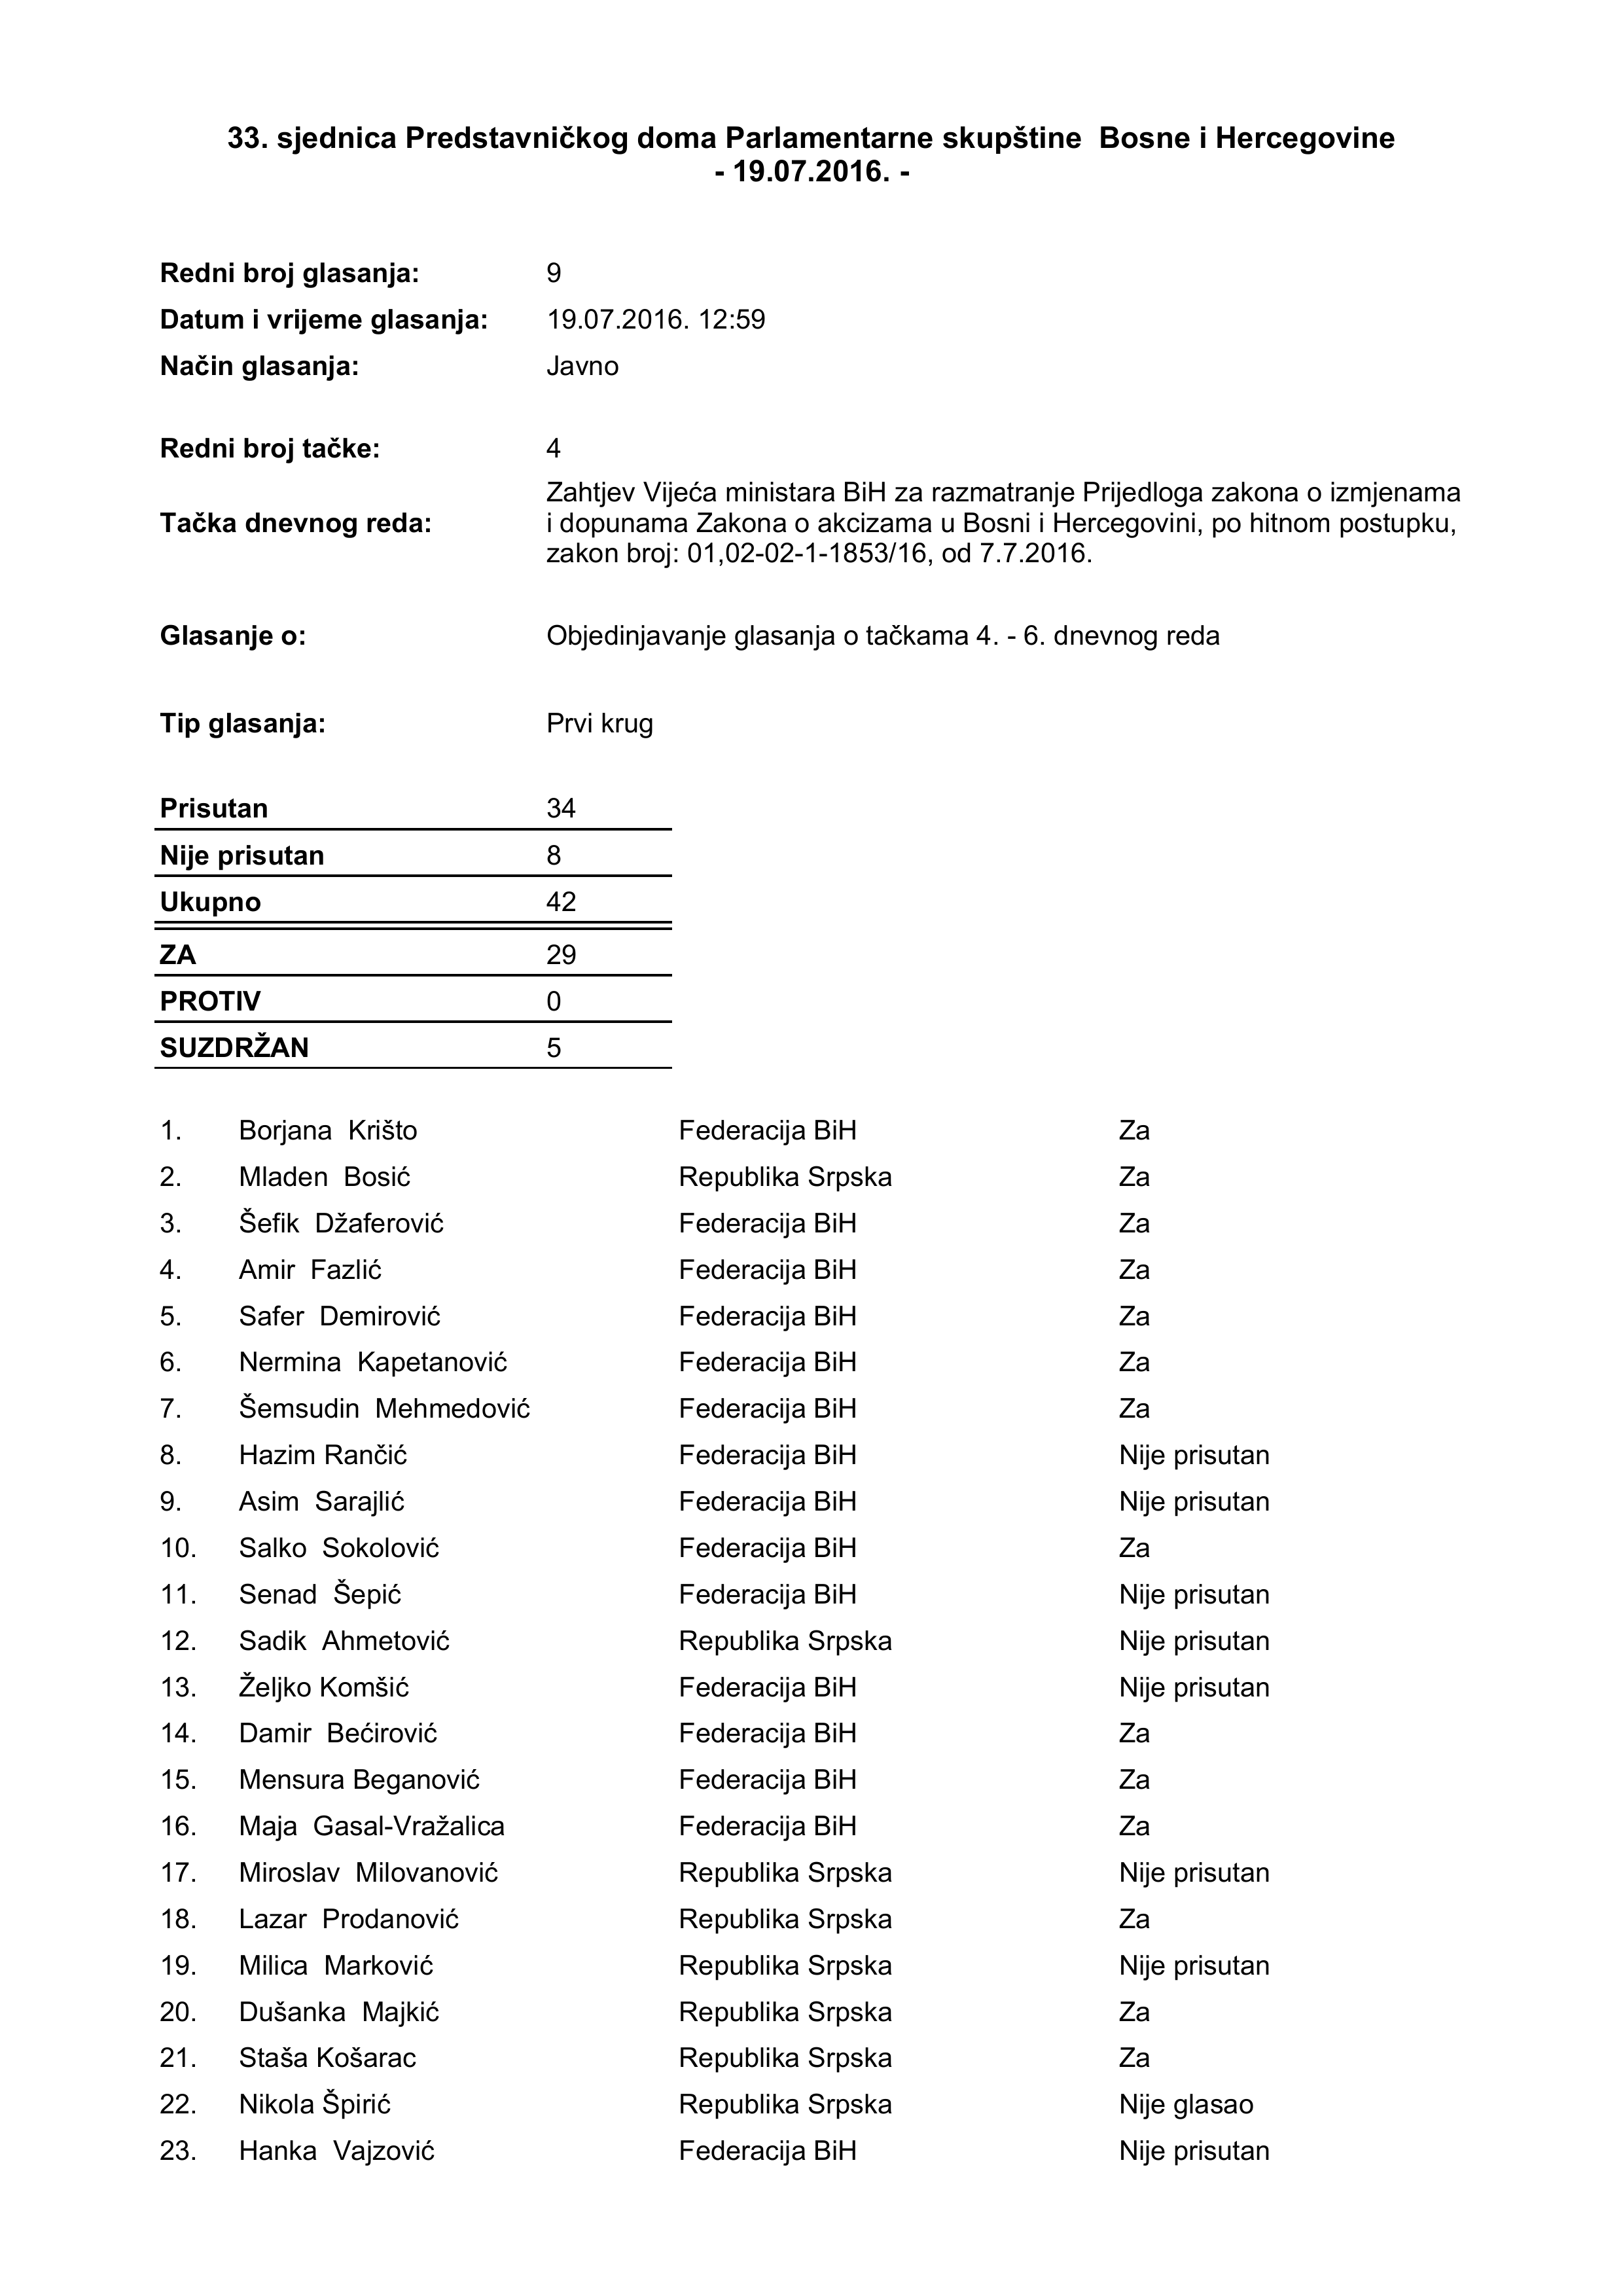 33. sjednica Predstavničkog doma Parlamentarne skupštine Bosne i Hercegovine
- 19.07.2016. -
Redni broj glasanja: 9
Datum i vrijeme glasanja: 19.07.2016. 12:59
Način glasanja: Javno
Redni broj tačke: 4
Zahtjev Vijeća ministara BiH za razmatranje Prijedloga zakona o izmjenama
Tačka dnevnog reda: i dopunama Zakona o akcizama u Bosni i Hercegovini, po hitnom postupku,
zakon broj: 01,02-02-1-1853/16, od 7.7.2016.
Glasanje o: Objedinjavanje glasanja o tačkama 4. - 6. dnevnog reda
Tip glasanja: Prvi krug
Prisutan 34
Nije prisutan 8
Ukupno 42
ZA 29
PROTIV 0
SUZDRŽAN 5
1. Borjana Krišto Federacija BiH Za
2. Mladen Bosić Republika Srpska Za
3. Šefik Džaferović Federacija BiH Za
4. Amir Fazlić Federacija BiH Za
5. Safer Demirović Federacija BiH Za
6. Nermina Kapetanović Federacija BiH Za
7. Šemsudin Mehmedović Federacija BiH Za
8. Hazim Rančić Federacija BiH Nije prisutan
9. Asim Sarajlić Federacija BiH Nije prisutan
10. Salko Sokolović Federacija BiH Za
11. Senad Šepić Federacija BiH Nije prisutan
12. Sadik Ahmetović Republika Srpska Nije prisutan
13. Željko Komšić Federacija BiH Nije prisutan
14. Damir Bećirović Federacija BiH Za
15. Mensura Beganović Federacija BiH Za
16. Maja Gasal-Vražalica Federacija BiH Za
17. Miroslav Milovanović Republika Srpska Nije prisutan
18. Lazar Prodanović Republika Srpska Za
19. Milica Marković Republika Srpska Nije prisutan
20. Dušanka Majkić Republika Srpska Za
21. Staša Košarac Republika Srpska Za
22. Nikola Špirić Republika Srpska Nije glasao
23. Hanka Vajzović Federacija BiH Nije prisutan